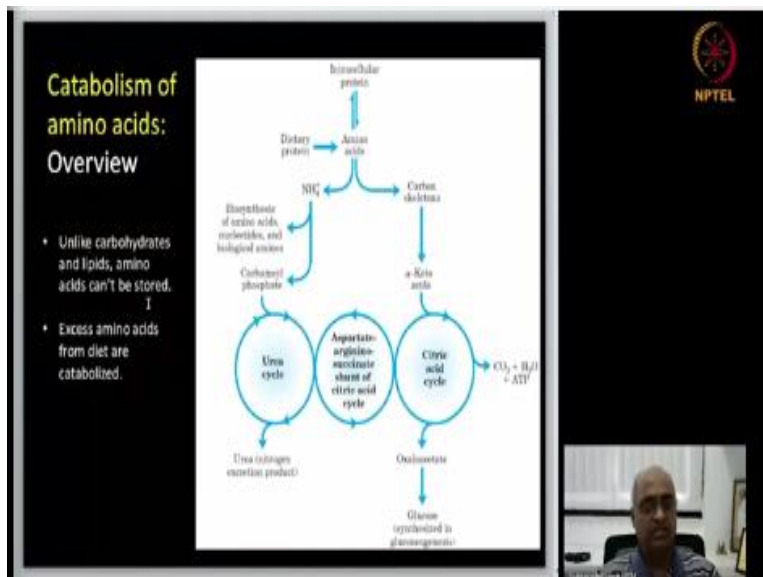 Catabolism of
amino acids:
Overview
• Unlike carbohydrates
and lipids, amino
acids can't be stored.
• Excess amino acids
from diet are
catabolized.
Intracellular
protein
Dietary
protein
Amino
acids
NH₄⁺
Carbon
skeletons
Biosynthesis
of amino acids,
nucleotides, and
biological amines
Carbamoyl
phosphate
α-Keto
acids
Urea
cycle
Aspartate-
arginino-
succinate
shunt of
citric acid
cycle
Citric
acid
cycle
CO₂ + H₂O
+ ATP
Urea (nitrogen
excretion product)
Oxaloacetate
Glucose
(synthesized in
gluconeogenesis)
NPTEL